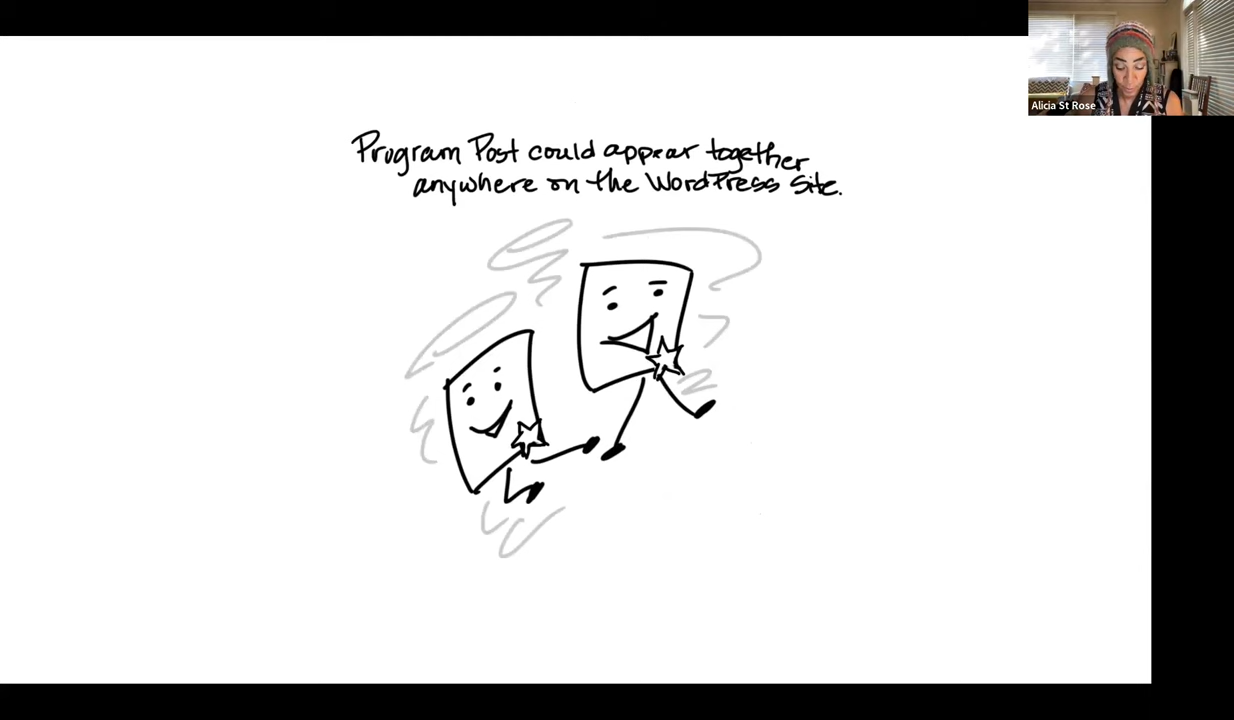 Alicia St Rose
Program Post could appear together
anywhere on the WordPress Site.